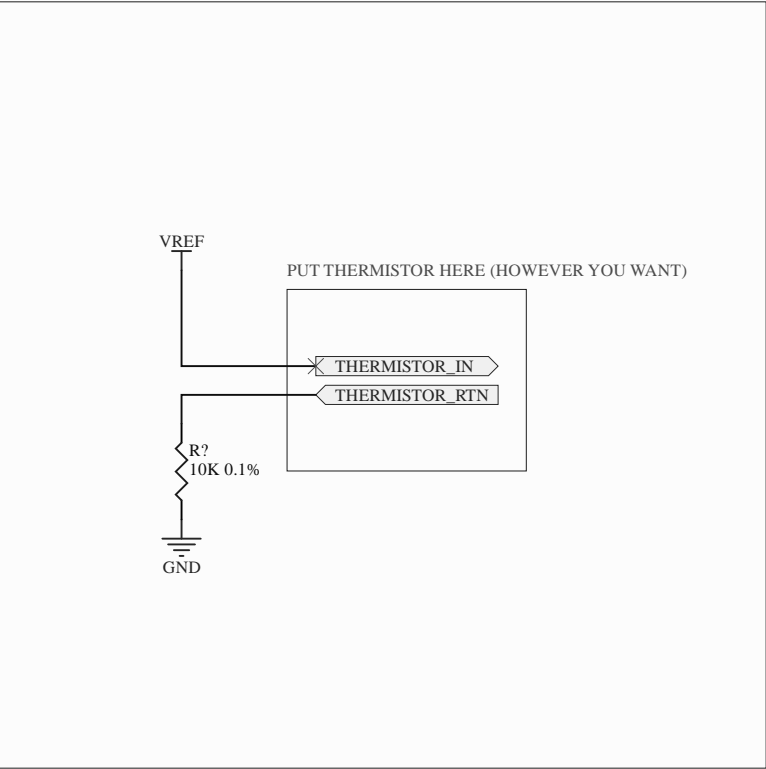 VREF
PUT THERMISTOR HERE (HOWEVER YOU WANT)
THERMISTOR_IN
THERMISTOR_RTN
R?
10K 0.1%
GND